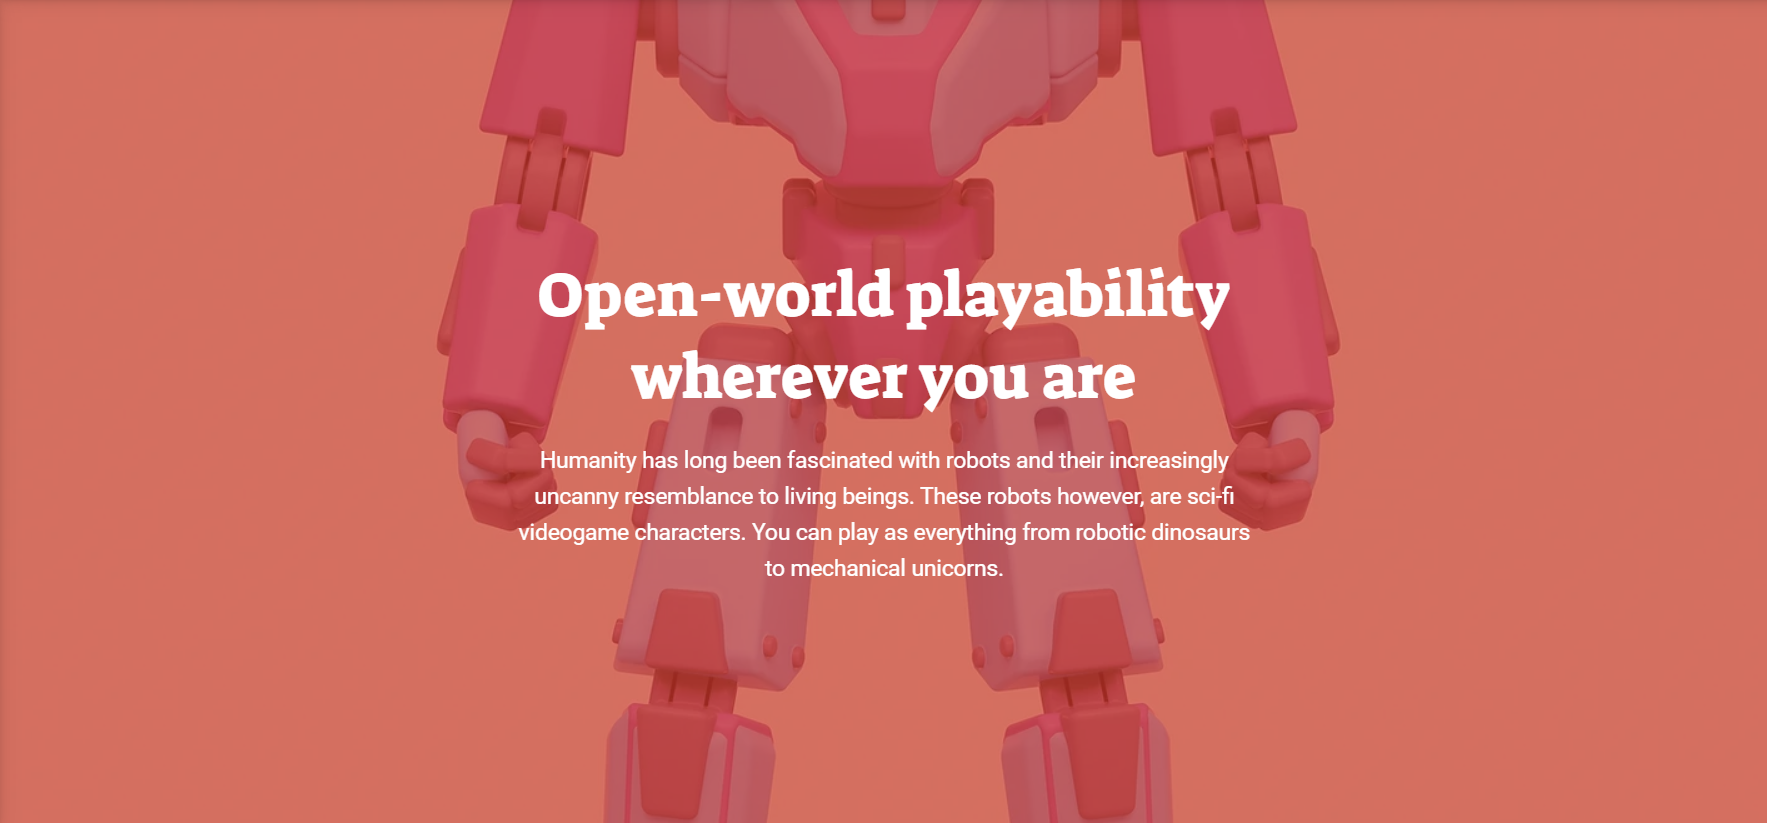 Open-world playability
wherever you are
Humanity has long been fascinated with robots and their increasingly
uncanny resemblance to living beings. These robots however, are sci-fi
videogame characters. You can play as everything from robotic dinosaurs
to mechanical unicorns.